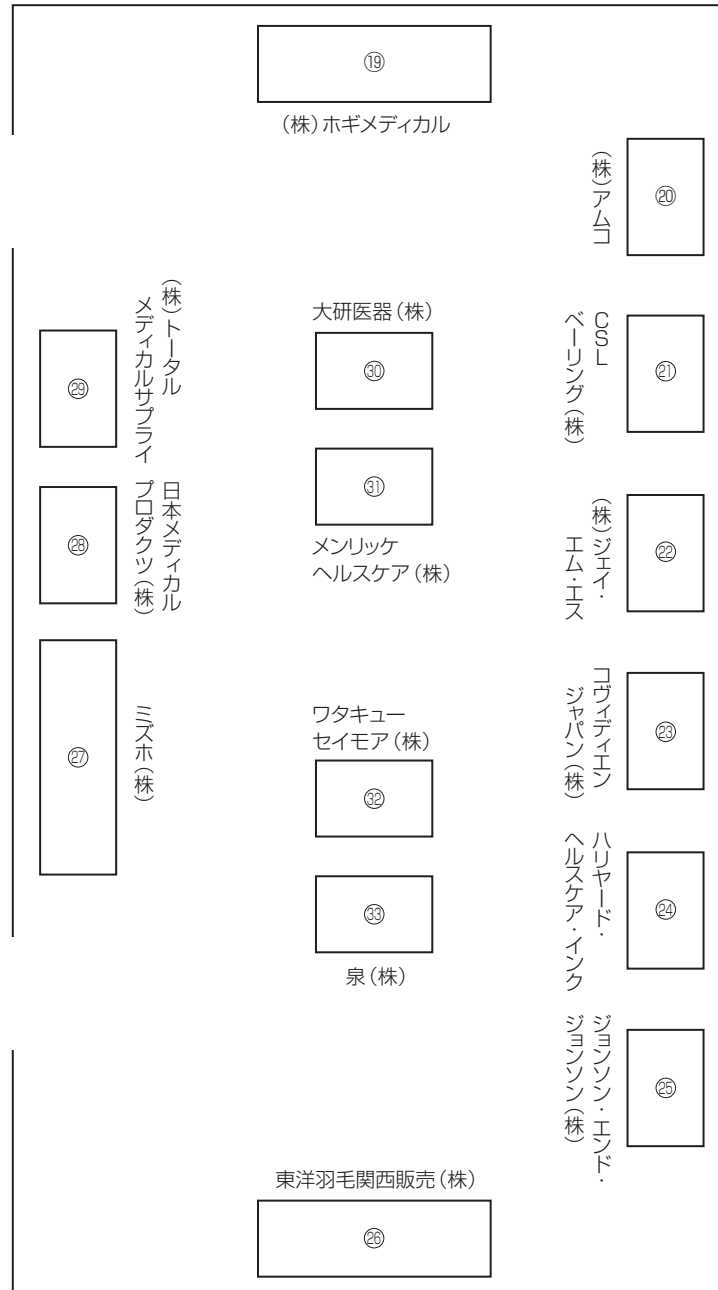 ⑲
(株)ホギメディカル
⑳
(株)アムコ
㉑
CSL
ベーリング(株)
㉒
(株)ジェイ・
エム・エス
㉓
コヴィディエン
ジャパン(株)
㉔
ハリヤード・
ヘルスケア・インク
㉕
ジョンソン・エンド・
ジョンソン(株)
東洋羽毛関西販売(株)
㉖
㉗
ミズホ(株)
㉘
日本メディカル
プロダクツ(株)
㉙
(株)トータル
メディカルサプライ
大研医器(株)
㉚
㉛
メンリッケ
ヘルスケア(株)
ワタキュー
セイモア(株)
㉜
㉝
泉(株)